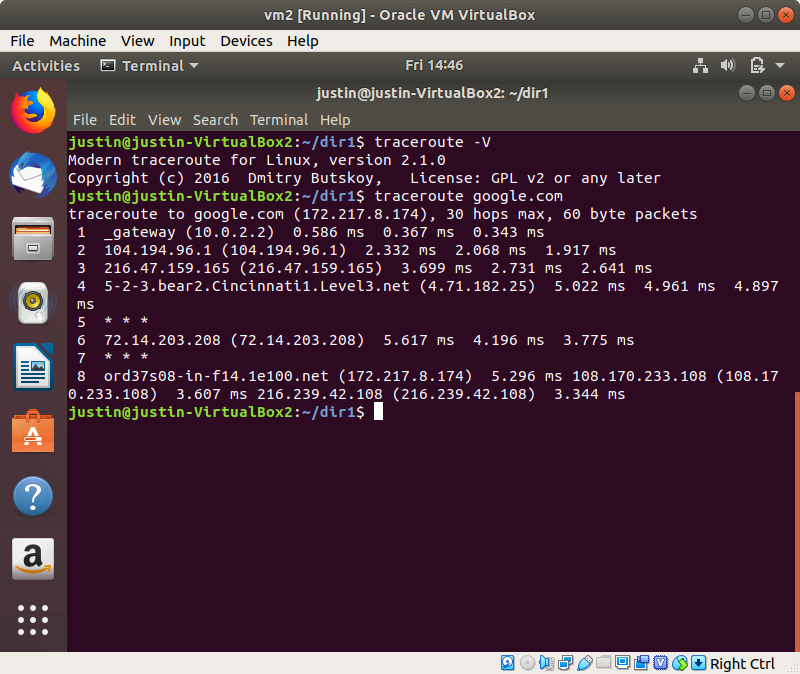 vm2 [Running] - Oracle VM VirtualBox
File Machine View Input Devices Help
Activities Terminal Fri 14:46
justin@justin-VirtualBox2: ~/dir1
File Edit View Search Terminal Help
justin@justin-VirtualBox2:~/dir1$ traceroute -V
Modern traceroute for Linux, version 2.1.0
Copyright (c) 2016  Dmitry Butskoy,   License: GPL v2 or any later
justin@justin-VirtualBox2:~/dir1$ traceroute google.com
traceroute to google.com (172.217.8.174), 30 hops max, 60 byte packets
 1  _gateway (10.0.2.2)  0.586 ms  0.367 ms  0.343 ms
 2  104.194.96.1 (104.194.96.1)  2.332 ms  2.068 ms  1.917 ms
 3  216.47.159.165 (216.47.159.165)  3.699 ms  2.731 ms  2.641 ms
 4  5-2-3.bear2.Cincinnati1.Level3.net (4.71.182.25)  5.022 ms  4.961 ms  4.897
ms
 5  * * *
 6  72.14.203.208 (72.14.203.208)  5.617 ms  4.196 ms  3.775 ms
 7  * * *
 8  ord37s08-in-f14.1e100.net (172.217.8.174)  5.296 ms 108.170.233.108 (108.17
0.233.108)  3.607 ms 216.239.42.108 (216.239.42.108)  3.344 ms
justin@justin-VirtualBox2:~/dir1$
A
?
a
V
Right Ctrl